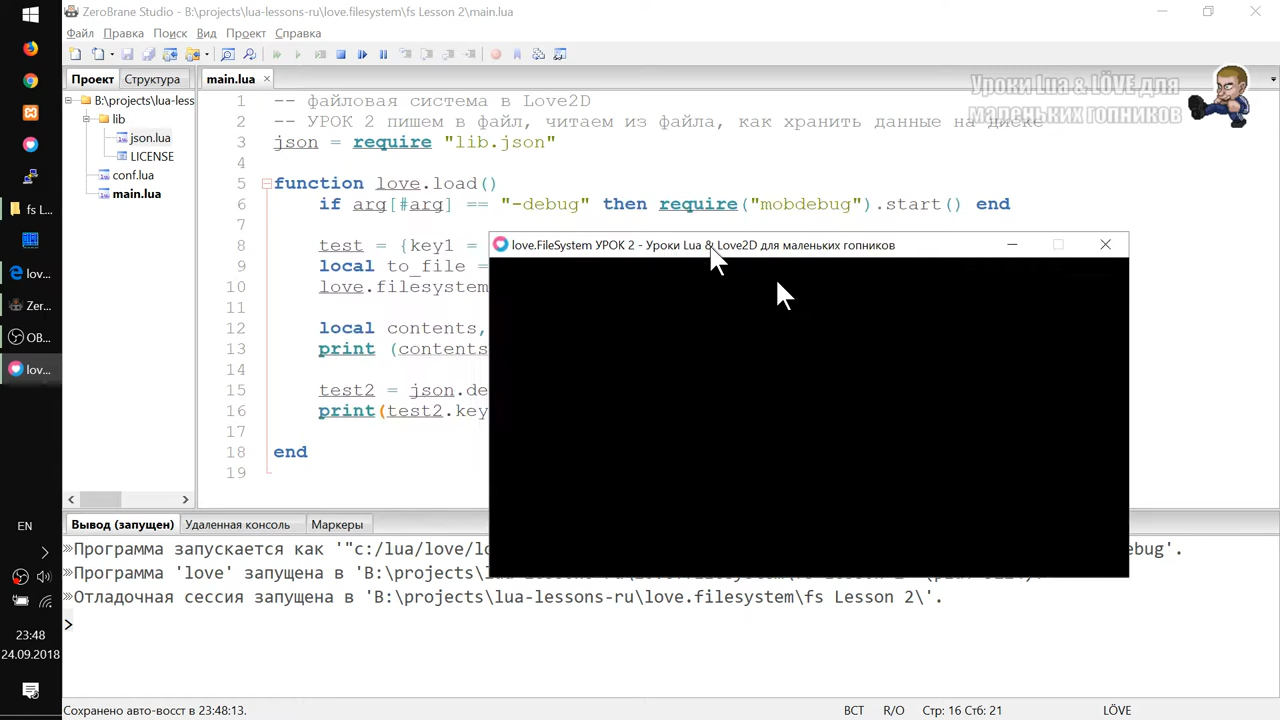 ZeroBrane Studio - B:\projects\lua-lessons-ru\love.filesystem\fs Lesson 2\main.lua
Файл Правка Поиск Вид Проект Справка
Проект Структура
main.lua
Уроки Lua & LÖVE для
маленьких гопников
B:\projects\lua-less
lib
json.lua
LICENSE
conf.lua
main.lua
1 -- файловая система в Love2D
2 -- УРОК 2 пишем в файл, читаем из файла, как хранить данные на диске
3 json = require "lib.json"
4
5 function love.load()
6 if arg[#arg] == "-debug" then require("mobdebug").start() end
7
8 test = {key1 =
9 local to_file =
10 love.filesystem
11
12 local contents,
13 print (contents
14
15 test2 = json.de
16 print(test2.key
17
18 end
19
love.FileSystem УРОК 2 - Уроки Lua & Love2D для маленьких гопников
fs L...
lov...
Zer...
OB...
lov...
Вывод (запущен) Удаленная консоль Маркеры
Программа запускается как '"c:/lua/love/lo
ebug'.
Программа 'love' запущена в 'B:\projects\
Отладочная сессия запущена в 'B:\projects\lua-lessons-ru\love.filesystem\fs Lesson 2\'.
>
EN
23:48
24.09.2018
Сохранено авто-восст в 23:48:13.
ВСТ R/O Стр: 16 Стб: 21 LÖVE